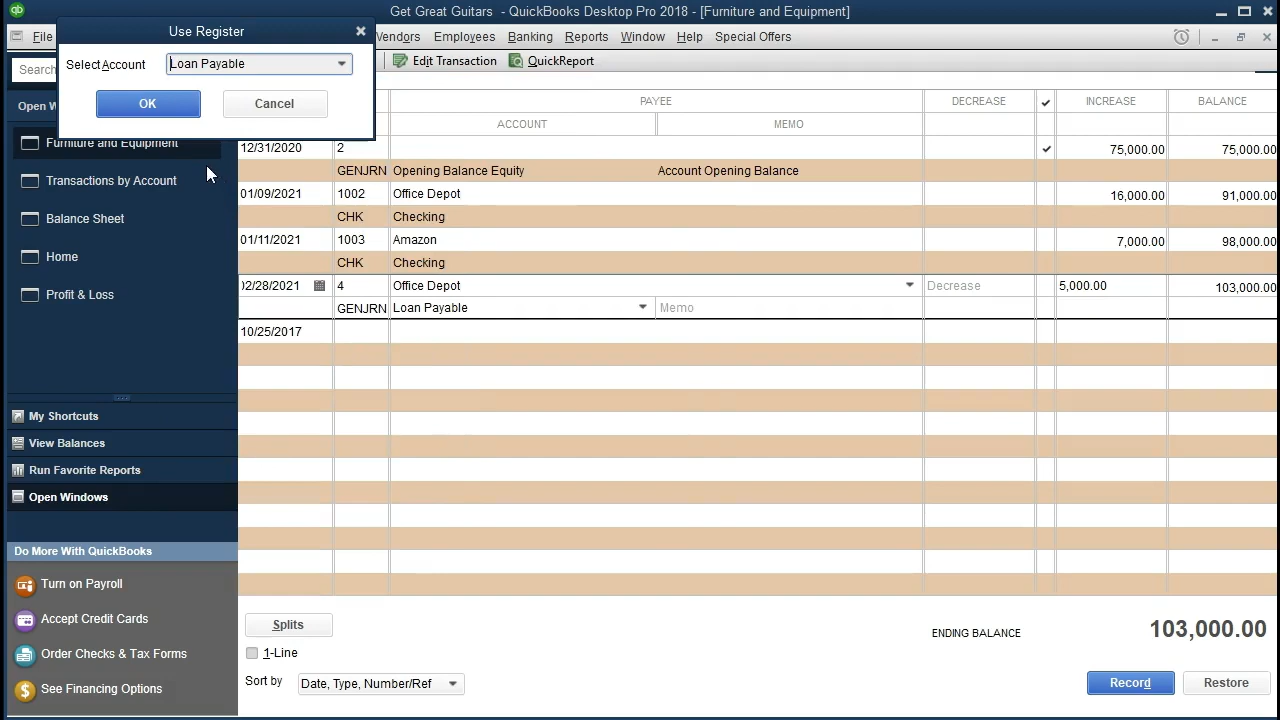 Get Great Guitars - QuickBooks Desktop Pro 2018 - [Furniture and Equipment]
File
Vendors Employees Banking Reports Window Help Special Offers
Use Register
Select Account Loan Payable
OK Cancel
Search
Edit Transaction QuickReport
Open W
Furniture and Equipment
Transactions by Account
Balance Sheet
Home
Profit & Loss
My Shortcuts
View Balances
Run Favorite Reports
Open Windows
Do More With QuickBooks
Turn on Payroll
Accept Credit Cards
Order Checks & Tax Forms
See Financing Options
PAYEE DECREASE ✓ INCREASE BALANCE
ACCOUNT MEMO
12/31/2020 2 ✓ 75,000.00 75,000.00
GENJRN Opening Balance Equity Account Opening Balance
01/09/2021 1002 Office Depot 16,000.00 91,000.00
CHK Checking
01/11/2021 1003 Amazon 7,000.00 98,000.00
CHK Checking
02/28/2021 4 Office Depot Decrease 5,000.00 103,000.00
GENJRN Loan Payable Memo
10/25/2017
Splits
ENDING BALANCE 103,000.00
1-Line
Sort by Date, Type, Number/Ref
Record Restore